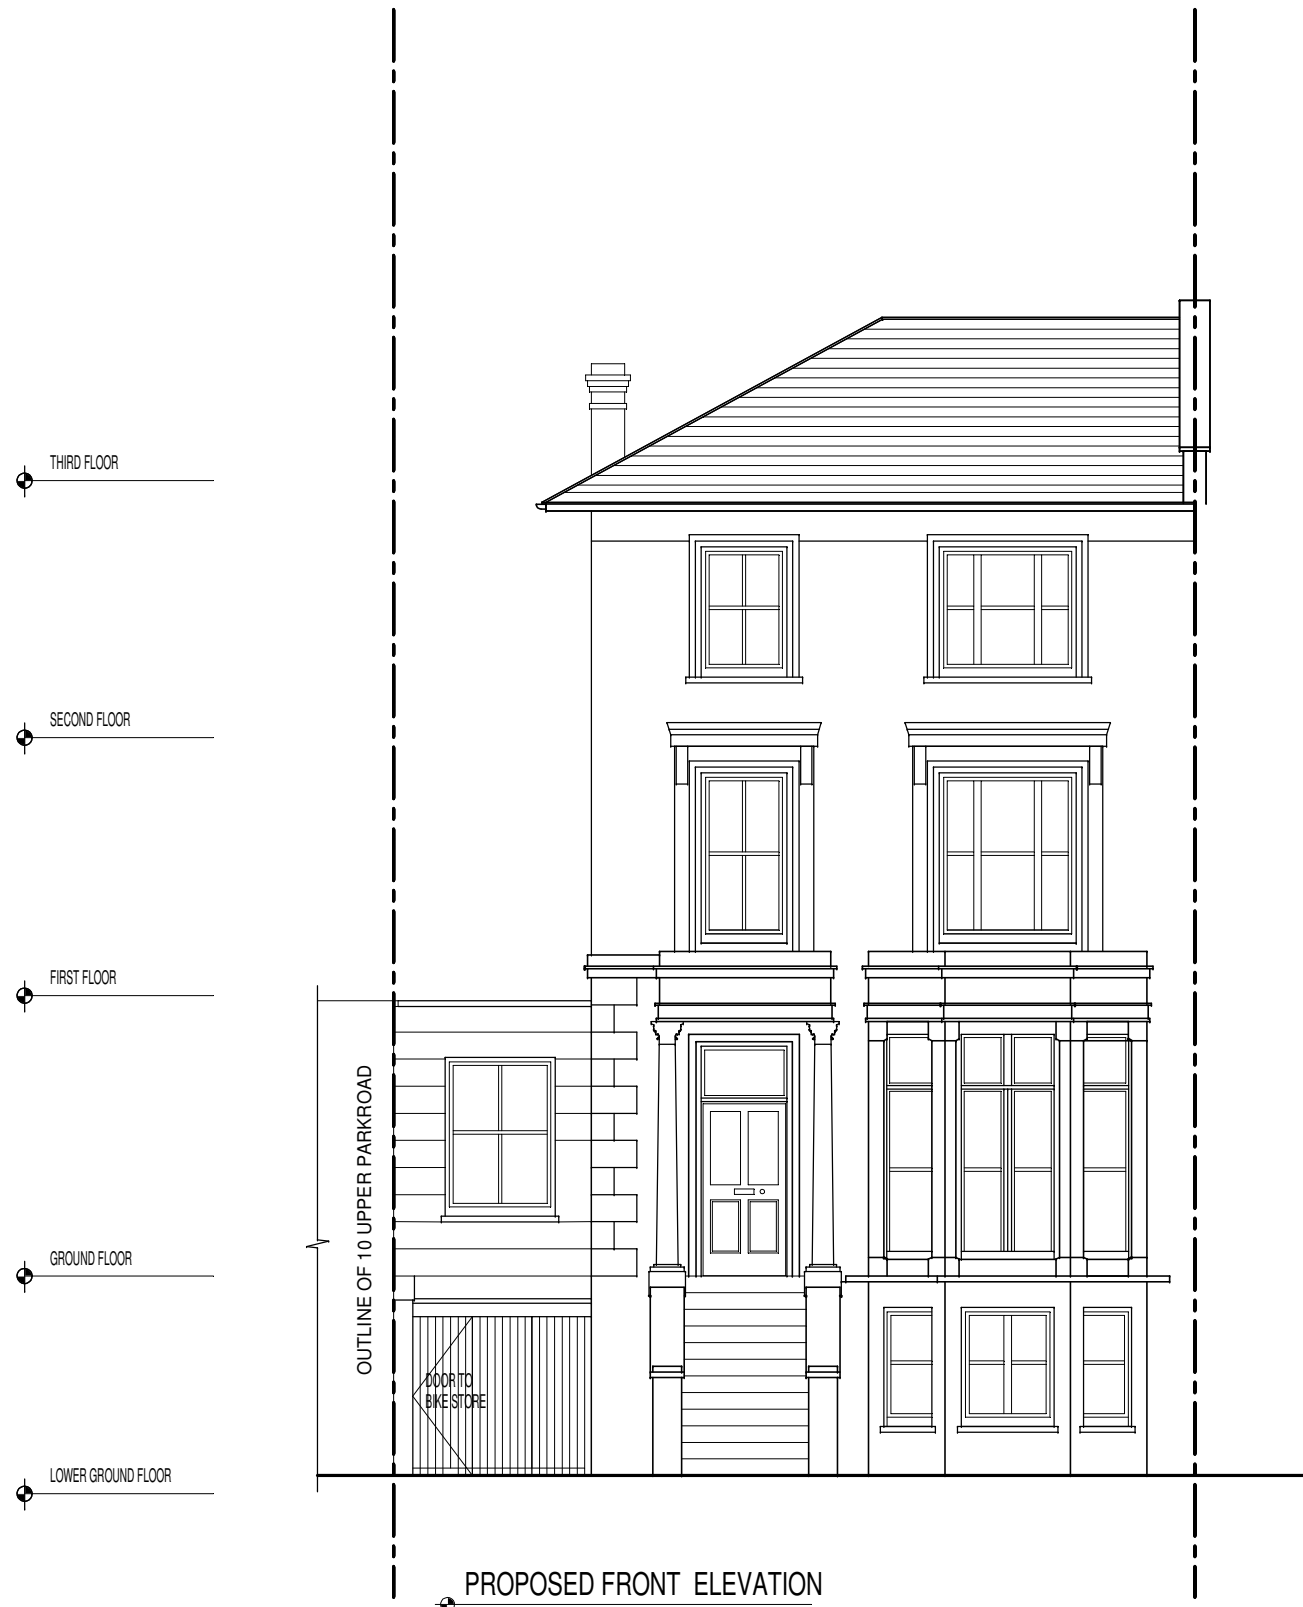 THIRD FLOOR
SECOND FLOOR
FIRST FLOOR
OUTLINE OF 10 UPPER PARKROAD
GROUND FLOOR
DOOR TO
BIKE STORE
LOWER GROUND FLOOR
PROPOSED FRONT ELEVATION